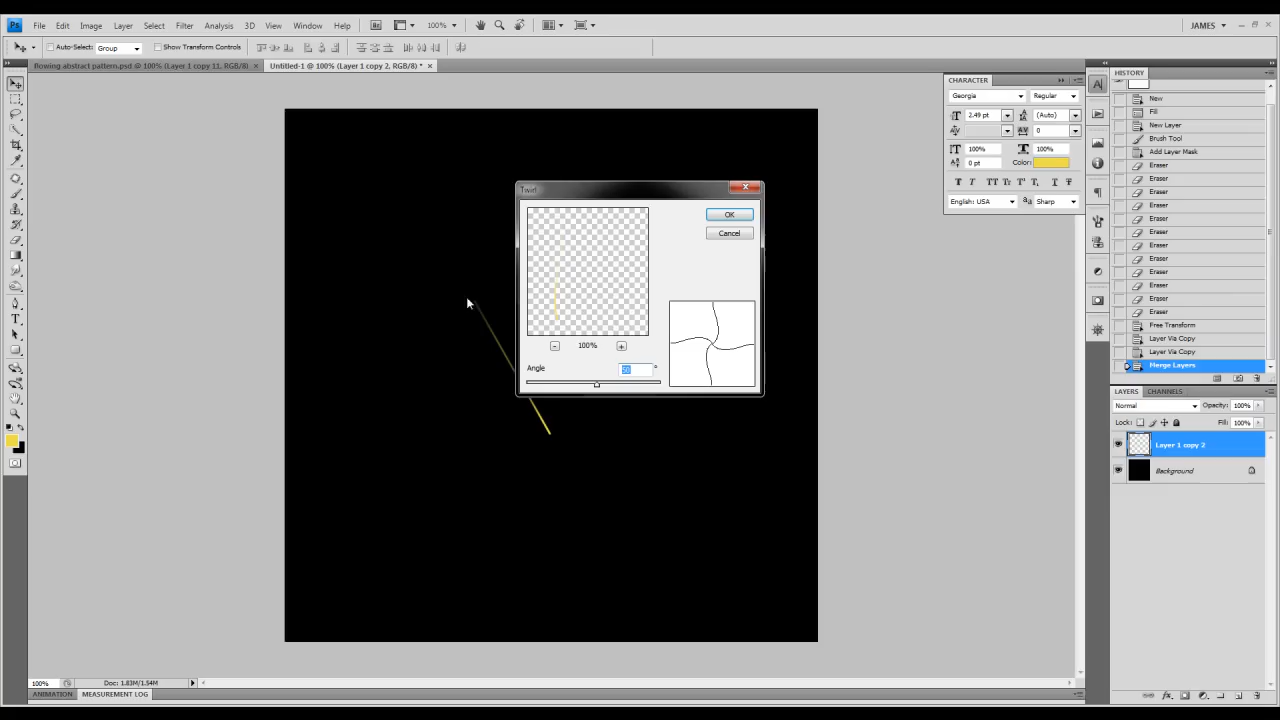 Ps File Edit Image Layer Select Filter Analysis 3D View Window Help Br 100% JAMES
Auto-Select: Group Show Transform Controls
flowing abstract pattern.psd @ 100% (Layer 1 copy 11, RGB/8) Untitled-1 @ 100% (Layer 1 copy 2, RGB/8) *
HISTORY
New
Fill
New Layer
Brush Tool
Add Layer Mask
Eraser
Eraser
Eraser
Eraser
Eraser
Eraser
Eraser
Eraser
Eraser
Eraser
Eraser
Eraser
Free Transform
Layer Via Copy
Layer Via Copy
Merge Layers
CHARACTER
Georgia Regular
2.49 pt (Auto)
0
100% 100%
0 pt Color:
English: USA Sharp
Twirl
OK
Cancel
100%
Angle 50 °
LAYERS CHANNELS
Normal Opacity: 100%
Lock: Fill: 100%
Layer 1 copy 2
Background
100% Doc: 1.83M/1.54M
ANIMATION MEASUREMENT LOG